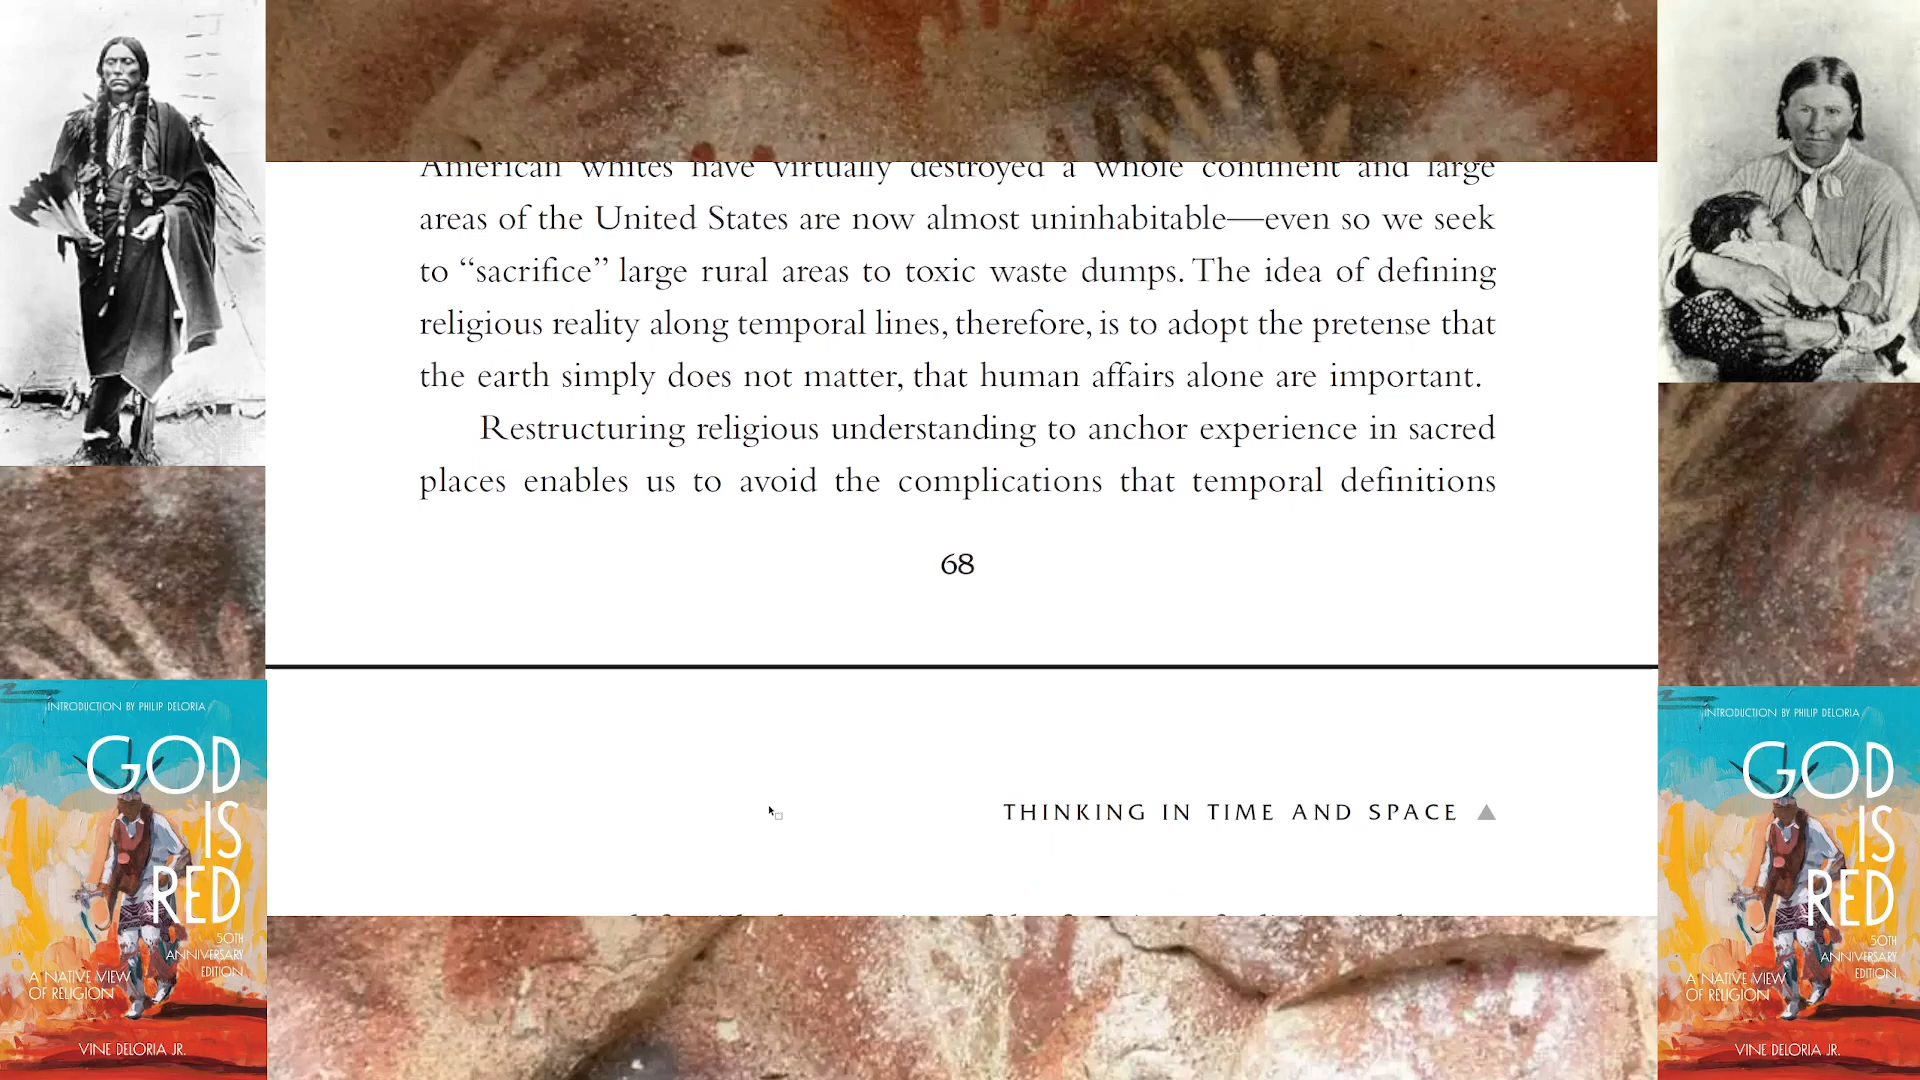 American whites have virtually destroyed a whole continent and large
areas of the United States are now almost uninhabitable—even so we seek
to “sacrifice” large rural areas to toxic waste dumps. The idea of defining
religious reality along temporal lines, therefore, is to adopt the pretense that
the earth simply does not matter, that human affairs alone are important.
Restructuring religious understanding to anchor experience in sacred
places enables us to avoid the complications that temporal definitions
68
THINKING IN TIME AND SPACE
INTRODUCTION BY PHILIP DELORIA
GOD
IS
RED
50TH
ANNIVERSARY
EDITION
A NATIVE VIEW
OF RELIGION
VINE DELORIA JR.
INTRODUCTION BY PHILIP DELORIA
GOD
IS
RED
50TH
ANNIVERSARY
EDITION
A NATIVE VIEW
OF RELIGION
VINE DELORIA JR.